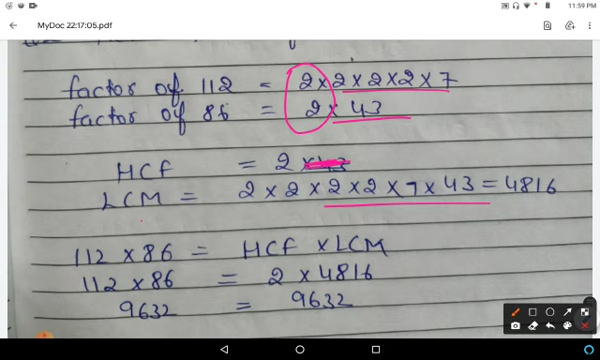 11:59 PM
MyDoc 22:17:05.pdf
factor of 112 = 2×2×2×2×7
factor of 86 = 2×43
HCF = 2
LCM = 2×2×2×2×7×43=4816
112×86 = HCF×LCM
112×86 = 2×4816
9632 = 9632